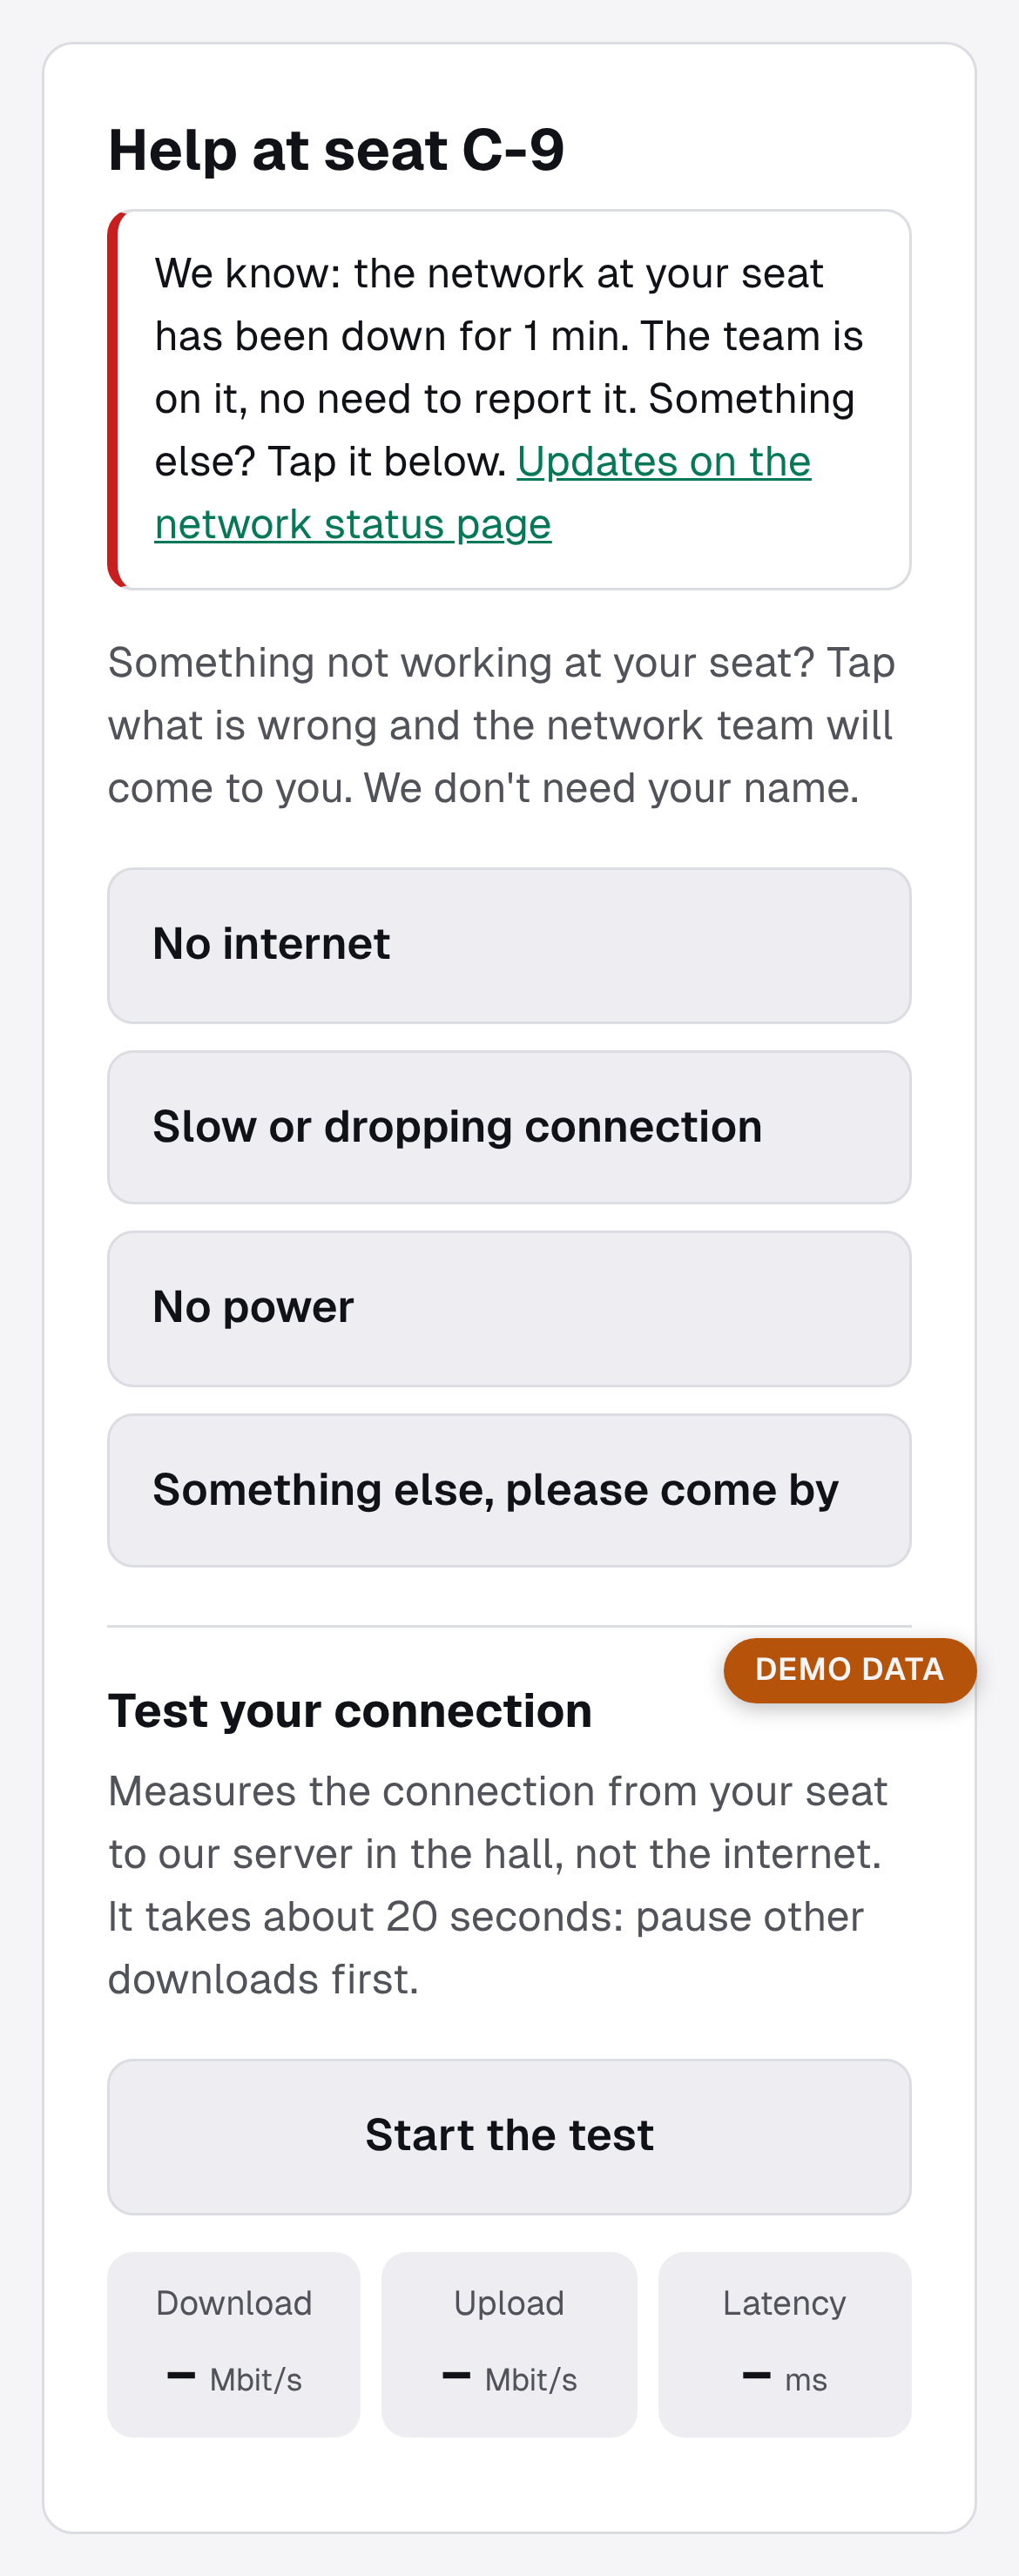 Help at seat C-9
We know: the network at your seat
has been down for 1 min. The team is
on it, no need to report it. Something
else? Tap it below. Updates on the
network status page
Something not working at your seat? Tap
what is wrong and the network team will
come to you. We don't need your name.
No internet
Slow or dropping connection
No power
Something else, please come by
DEMO DATA
Test your connection
Measures the connection from your seat
to our server in the hall, not the internet.
It takes about 20 seconds: pause other
downloads first.
Start the test
Download Upload Latency
– Mbit/s – Mbit/s – ms